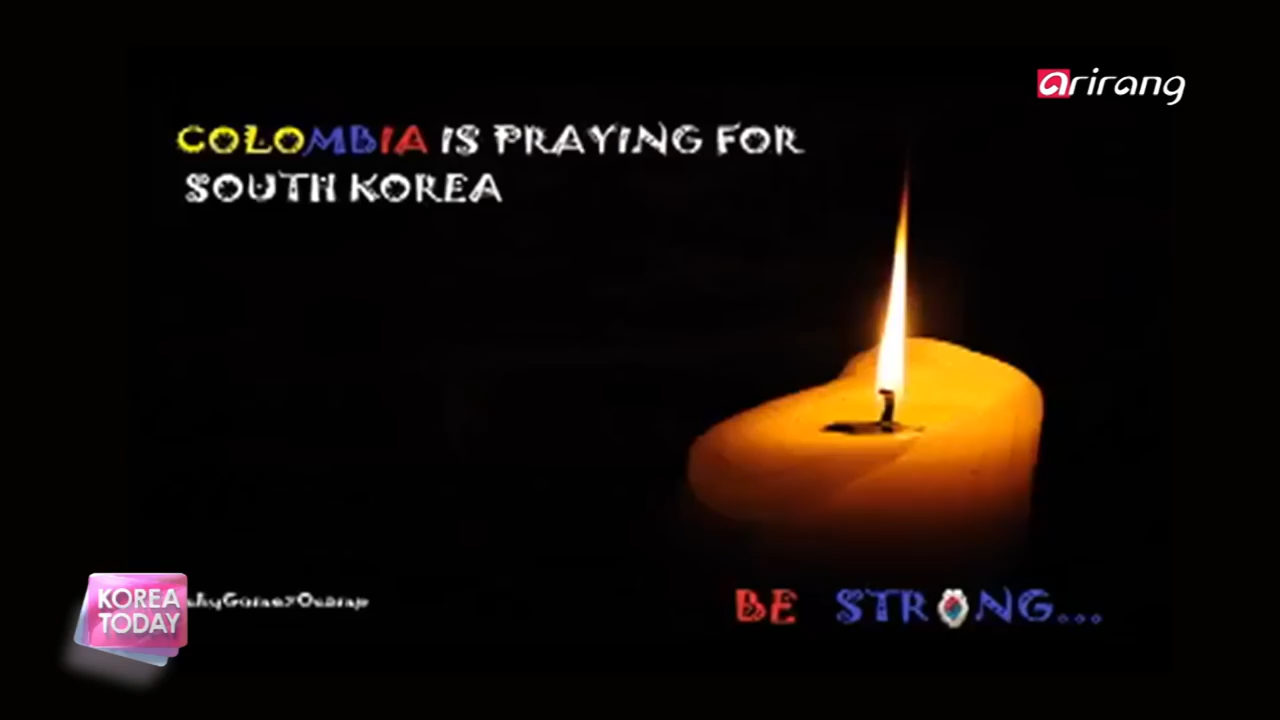 arirang
COLOMBIA IS PRAYING FOR
SOUTH KOREA
KOREA
TODAY
BE STRONG...